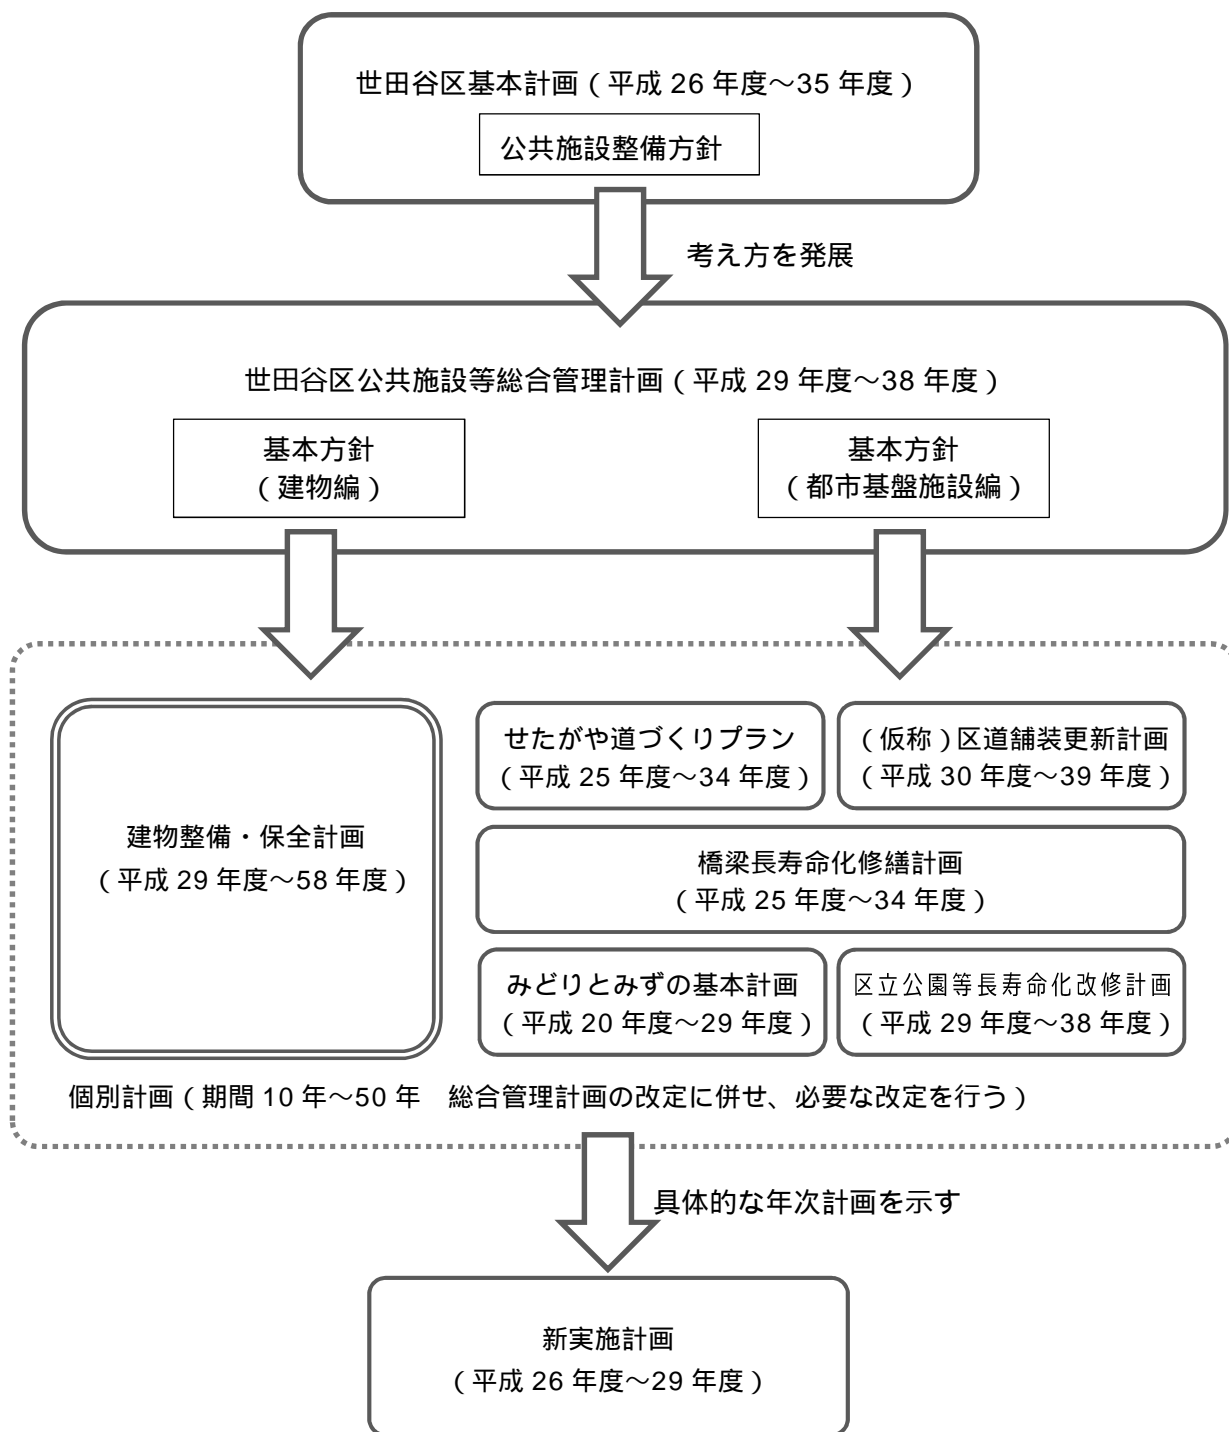 世田谷区基本計画（平成 26 年度～35 年度）
公共施設整備方針
考え方を発展
世田谷区公共施設等総合管理計画（平成 29 年度～38 年度）
基本方針
（建物編）
基本方針
（都市基盤施設編）
建物整備・保全計画
（平成 29 年度～58 年度）
せたがや道づくりプラン
（平成 25 年度～34 年度）
（仮称）区道舗装更新計画
（平成 30 年度～39 年度）
橋梁長寿命化修繕計画
（平成 25 年度～34 年度）
みどりとみずの基本計画
（平成 20 年度～29 年度）
区立公園等長寿命化改修計画
（平成 29 年度～38 年度）
個別計画（期間 10 年～50 年　総合管理計画の改定に併せ、必要な改定を行う）
具体的な年次計画を示す
新実施計画
（平成 26 年度～29 年度）